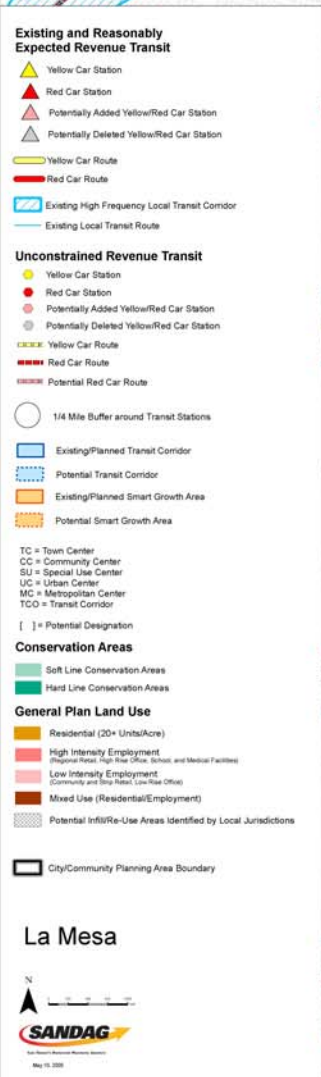 Existing and Reasonably
Expected Revenue Transit
Yellow Car Station
Red Car Station
Potentially Added Yellow/Red Car Station
Potentially Deleted Yellow/Red Car Station
Yellow Car Route
Red Car Route
Existing High Frequency Local Transit Corridor
Existing Local Transit Route
Unconstrained Revenue Transit
Yellow Car Station
Red Car Station
Potentially Added Yellow/Red Car Station
Potentially Deleted Yellow/Red Car Station
Yellow Car Route
Red Car Route
Potential Red Car Route
1/4 Mile Buffer around Transit Stations
Existing/Planned Transit Corridor
Potential Transit Corridor
Existing/Planned Smart Growth Area
Potential Smart Growth Area
TC = Town Center
CC = Community Center
SU = Special Use Center
UC = Urban Center
MC = Metropolitan Center
TCO = Transit Corridor
[ ] = Potential Designation
Conservation Areas
Soft Line Conservation Areas
Hard Line Conservation Areas
General Plan Land Use
Residential (20+ Units/Acre)
High Intensity Employment
(Regional Retail, High Rise Office, School, and Medical Facilities)
Low Intensity Employment
(Community and Strip Retail, Low Rise Office)
Mixed Use (Residential/Employment)
Potential Infill/Re-Use Areas Identified by Local Jurisdictions
City/Community Planning Area Boundary
La Mesa
N
SANDAG